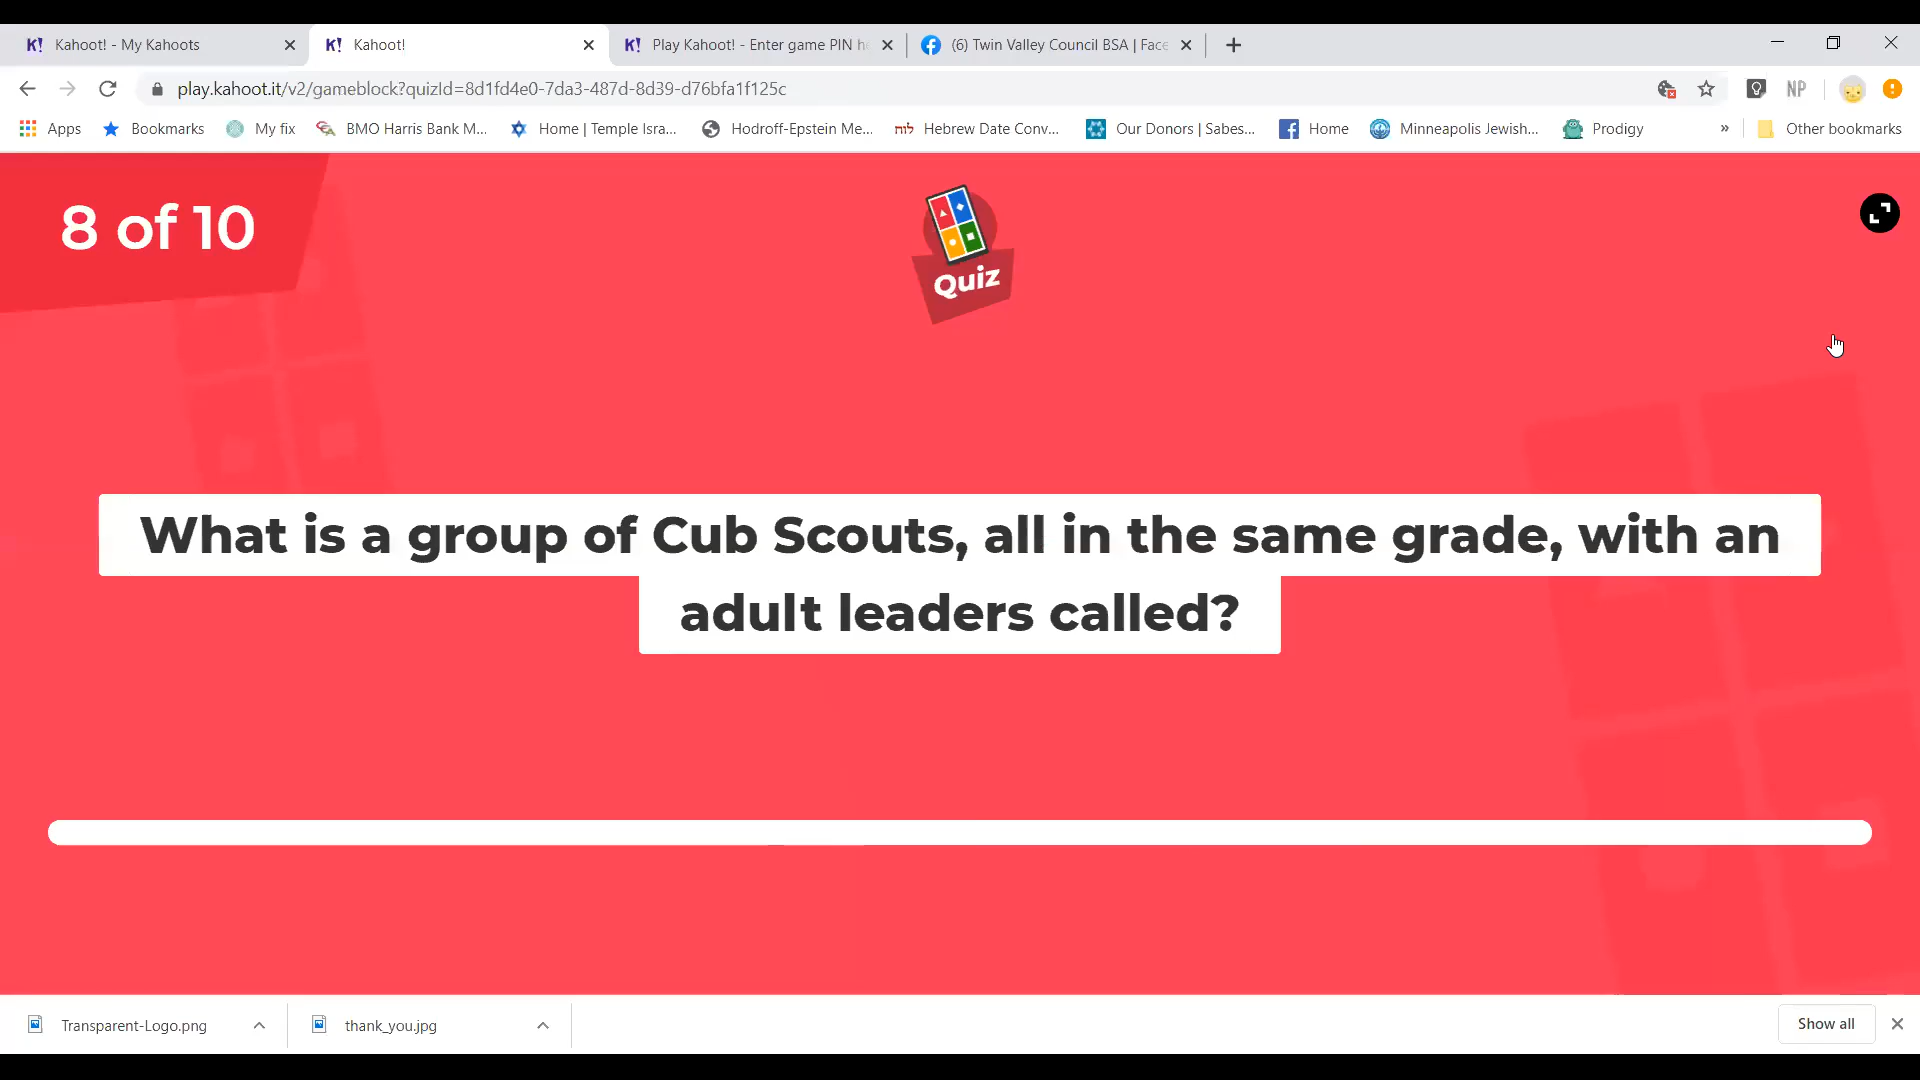 Kahoot! - My Kahoots
Kahoot!
Play Kahoot! - Enter game PIN h
(6) Twin Valley Council BSA | Face
play.kahoot.it/v2/gameblock?quizId=8d1fd4e0-7da3-487d-8d39-d76bfa1f125c
NP
Apps
Bookmarks
My fix
BMO Harris Bank M...
Home | Temple Isra...
Hodroff-Epstein Me...
לוח
Hebrew Date Conv...
Our Donors | Sabes...
Home
Minneapolis Jewish...
Prodigy
»
Other bookmarks
8 of 10
Quiz
What is a group of Cub Scouts, all in the same grade, with an
adult leaders called?
Transparent-Logo.png
thank_you.jpg
Show all